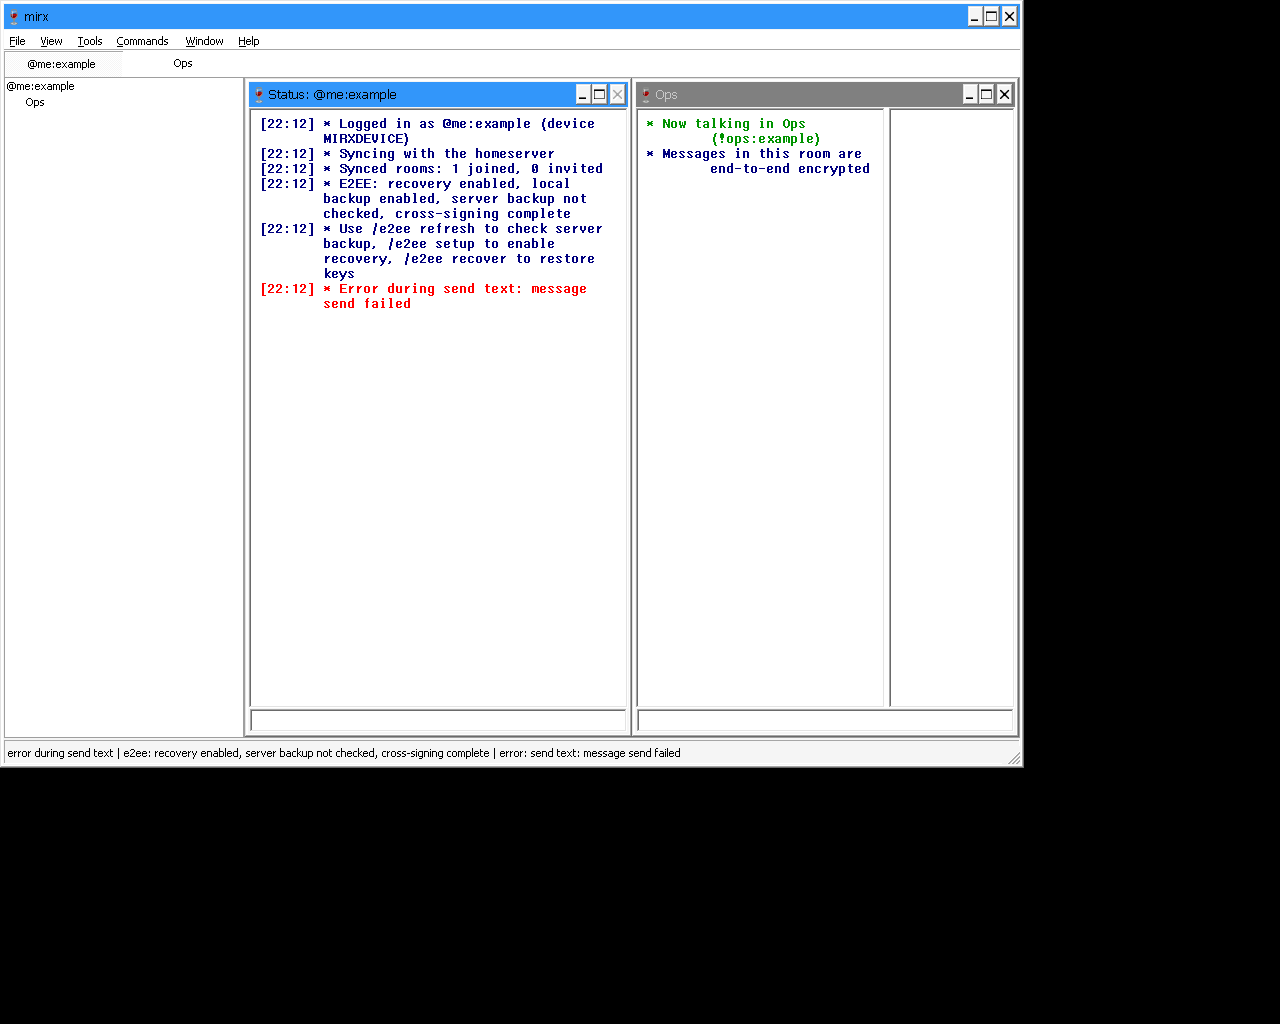 mirx
File View Tools Commands Window Help
@me:example Ops
@me:example
Ops
Status: @me:example
[22:12] * Logged in as @me:example (device
MIRXDEVICE)
[22:12] * Syncing with the homeserver
[22:12] * Synced rooms: 1 joined, 0 invited
[22:12] * E2EE: recovery enabled, local
backup enabled, server backup not
checked, cross-signing complete
[22:12] * Use /e2ee refresh to check server
backup, /e2ee setup to enable
recovery, /e2ee recover to restore
keys
[22:12] * Error during send text: message
send failed
Ops
* Now talking in Ops
(!ops:example)
* Messages in this room are
end-to-end encrypted
error during send text | e2ee: recovery enabled, server backup not checked, cross-signing complete | error: send text: message send failed